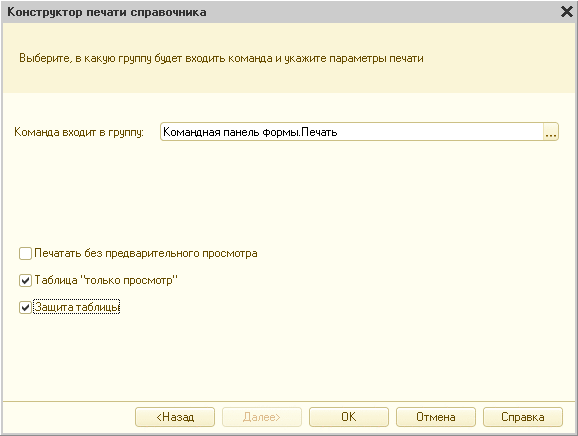 Конструктор печати справочника
Выберите, в какую группу будет входить команда и укажите параметры печати
Команда входит в группу: Командная панель формы.Печать ...
Печатать без предварительного просмотра
Таблица "только просмотр"
Защита таблицы
<Назад Далее> OK Отмена Справка